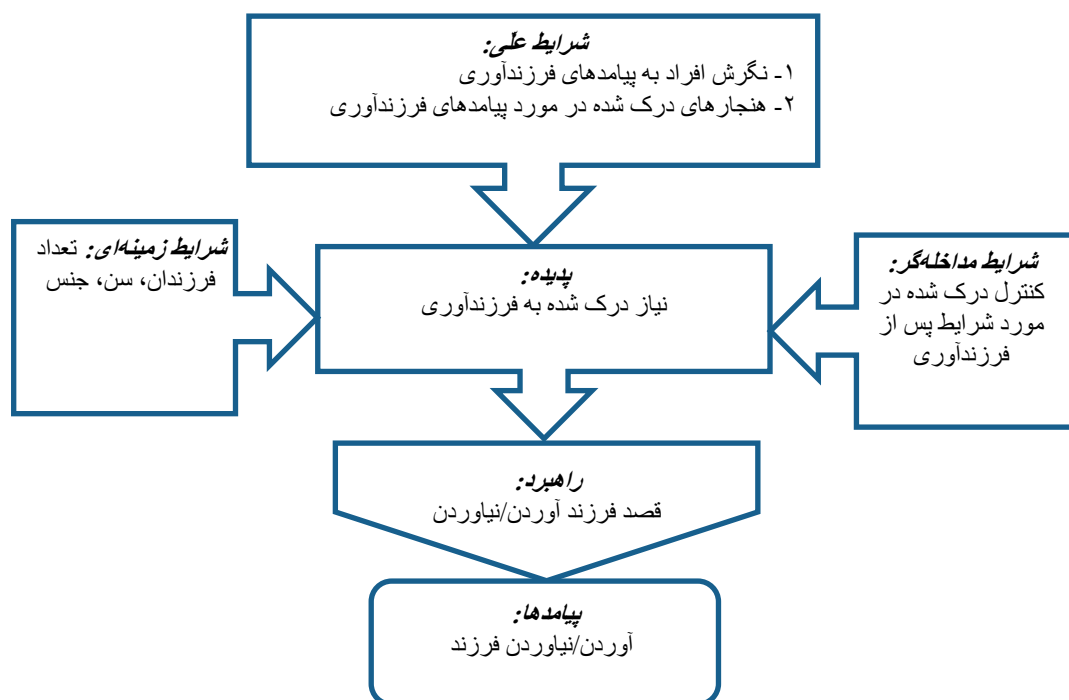 شرایط علّی:
۱- نگرش افراد به پیامدهای فرزندآوری
۲- هنجارهای درک شده در مورد پیامدهای فرزندآوری
شرایط زمینه‌ای: تعداد
فرزندان، سن، جنس
پدیده:
نیاز درک شده به فرزندآوری
شرایط مداخله‌گر:
کنترل درک شده در
مورد شرایط پس از
فرزندآوری
راهبرد:
قصد فرزند آوردن/نیاوردن
پیامدها:
آوردن/نیاوردن فرزند